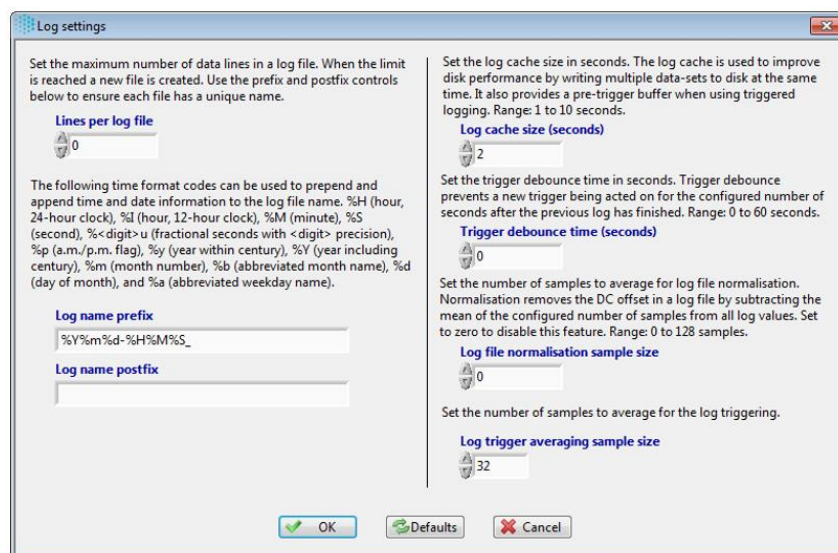 Log settings
Set the maximum number of data lines in a log file. When the limit
is reached a new file is created. Use the prefix and postfix controls
below to ensure each file has a unique name.
Lines per log file
0
The following time format codes can be used to prepend and
append time and date information to the log file name. %H (hour,
24-hour clock), %I (hour, 12-hour clock), %M (minute), %S
(second), %<digit>u (fractional seconds with <digit> precision),
%p (a.m./p.m. flag), %y (year within century), %Y (year including
century), %m (month number), %b (abbreviated month name), %d
(day of month), and %a (abbreviated weekday name).
Log name prefix
%Y%m%d-%H%M%S_
Log name postfix
Set the log cache size in seconds. The log cache is used to improve
disk performance by writing multiple data-sets to disk at the same
time. It also provides a pre-trigger buffer when using triggered
logging. Range: 1 to 10 seconds.
Log cache size (seconds)
2
Set the trigger debounce time in seconds. Trigger debounce
prevents a new trigger being acted on for the configured number of
seconds after the previous log has finished. Range: 0 to 60 seconds.
Trigger debounce time (seconds)
0
Set the number of samples to average for log file normalisation.
Normalisation removes the DC offset in a log file by subtracting the
mean of the configured number of samples from all log values. Set
to zero to disable this feature. Range: 0 to 128 samples.
Log file normalisation sample size
0
Set the number of samples to average for the log triggering.
Log trigger averaging sample size
32
OK
Defaults
Cancel